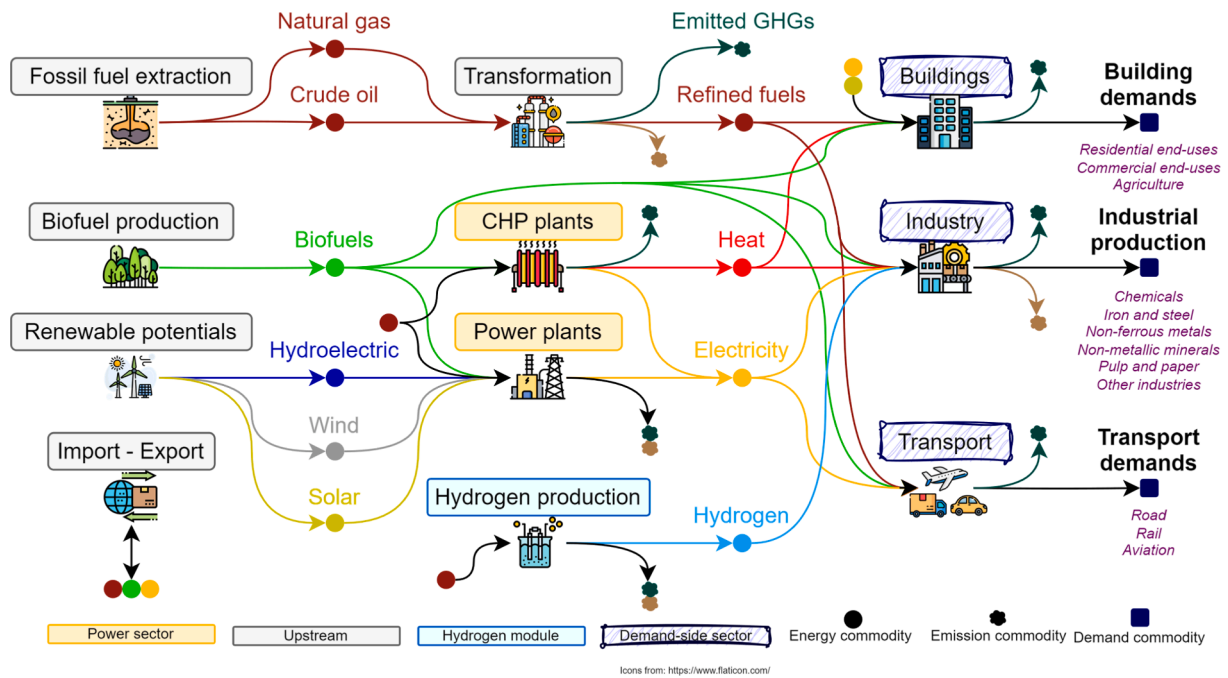 Natural gas
Emitted GHGs
Fossil fuel extraction
Transformation
Buildings
Building
demands
Crude oil
Refined fuels
Residential end-uses
Commercial end-uses
Agriculture
Biofuel production
CHP plants
Industry
Industrial
production
Biofuels
Heat
Chemicals
Iron and steel
Non-ferrous metals
Non-metallic minerals
Pulp and paper
Other industries
Renewable potentials
Power plants
Hydroelectric
Electricity
Wind
Import - Export
Transport
Transport
demands
Solar
Hydrogen production
Hydrogen
Road
Rail
Aviation
Power sector
Upstream
Hydrogen module
Demand-side sector
Energy commodity
Emission commodity
Demand commodity
Icons from: https://www.flaticon.com/